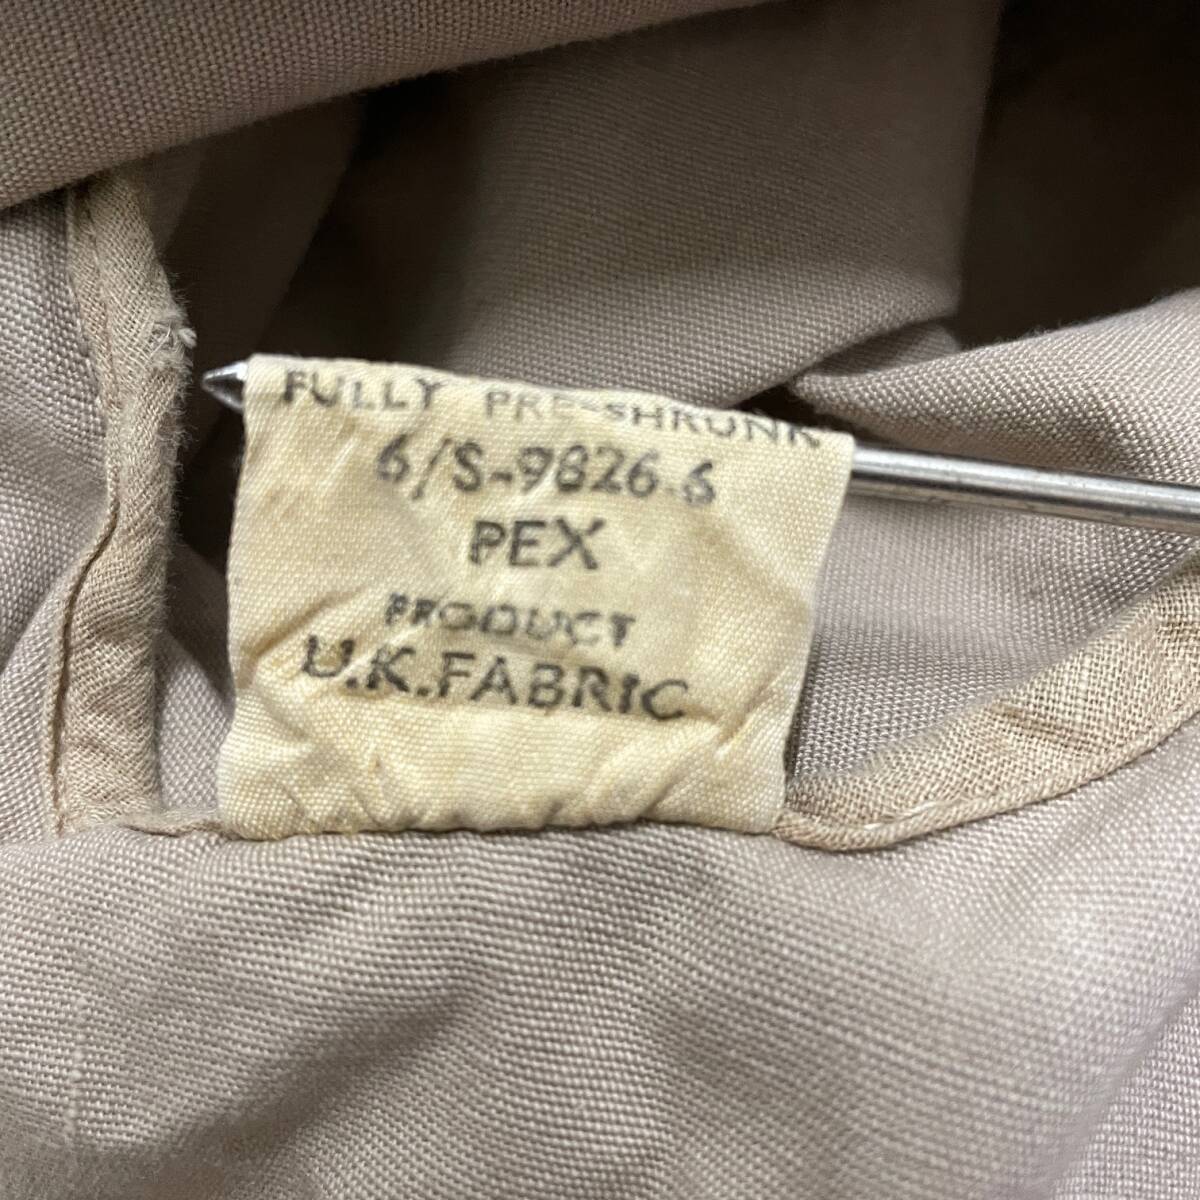 FULLY PRE-SHRUNK
6/S-9826.6
PEX
PRODUCT
U.K.FABRIC